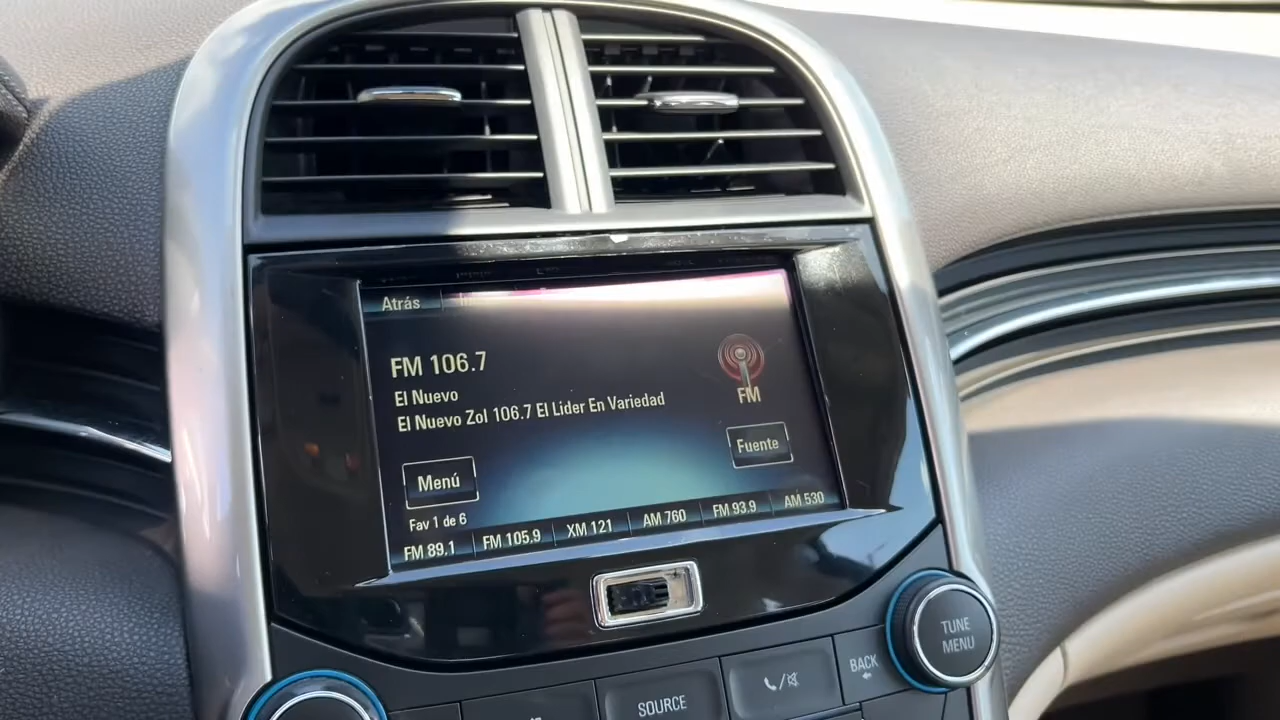 Atrás
FM 106.7
El Nuevo
El Nuevo Zol 106.7 El Lider En Variedad
FM
Fuente
Menú
Fav 1 de 6
FM 89.1 FM 105.9 XM 121 AM 760 FM 93.9 AM 530
TUNE
MENU
BACK
SOURCE